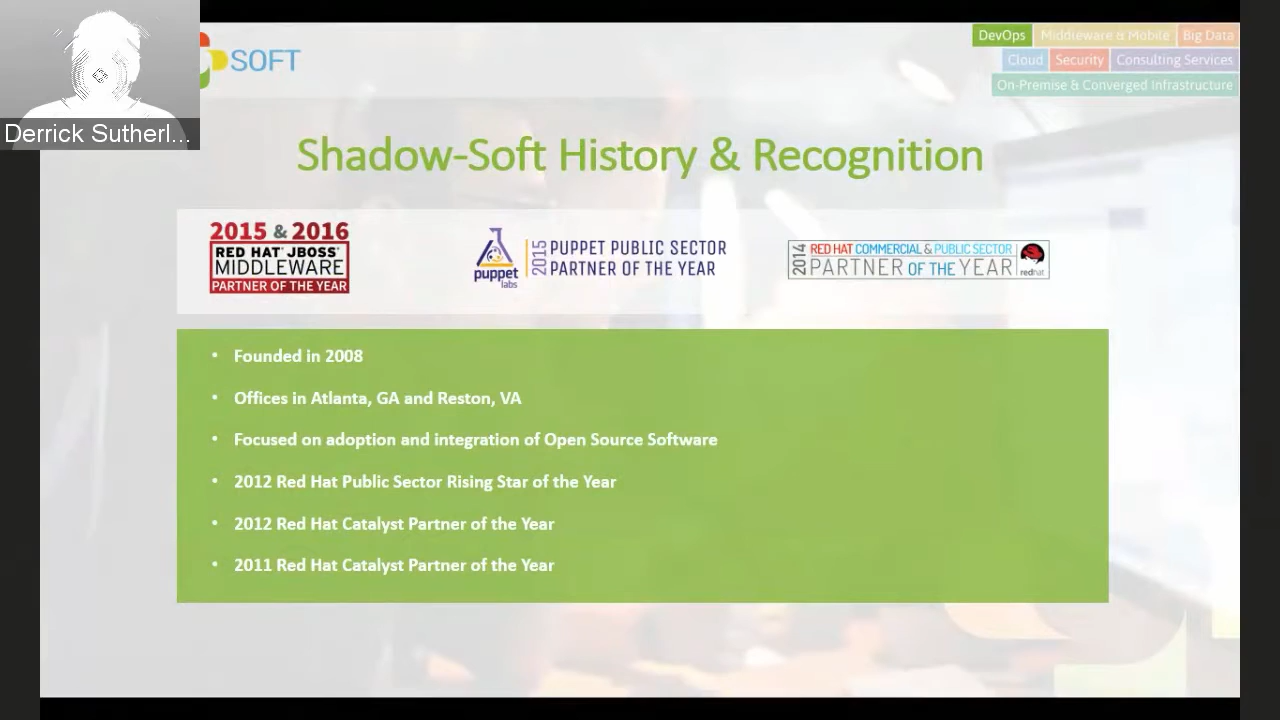 Derrick Sutherl...
SOFT
DevOps Middleware & Mobile Big Data
Cloud Security Consulting Services
On-Premise & Converged Infrastructure
Shadow-Soft History & Recognition
2015 & 2016
RED HAT JBOSS
MIDDLEWARE
PARTNER OF THE YEAR
puppet
labs
2015
PUPPET PUBLIC SECTOR
PARTNER OF THE YEAR
2014
RED HAT COMMERCIAL & PUBLIC SECTOR
PARTNER OF THE YEAR
redhat
• Founded in 2008
• Offices in Atlanta, GA and Reston, VA
• Focused on adoption and integration of Open Source Software
• 2012 Red Hat Public Sector Rising Star of the Year
• 2012 Red Hat Catalyst Partner of the Year
• 2011 Red Hat Catalyst Partner of the Year